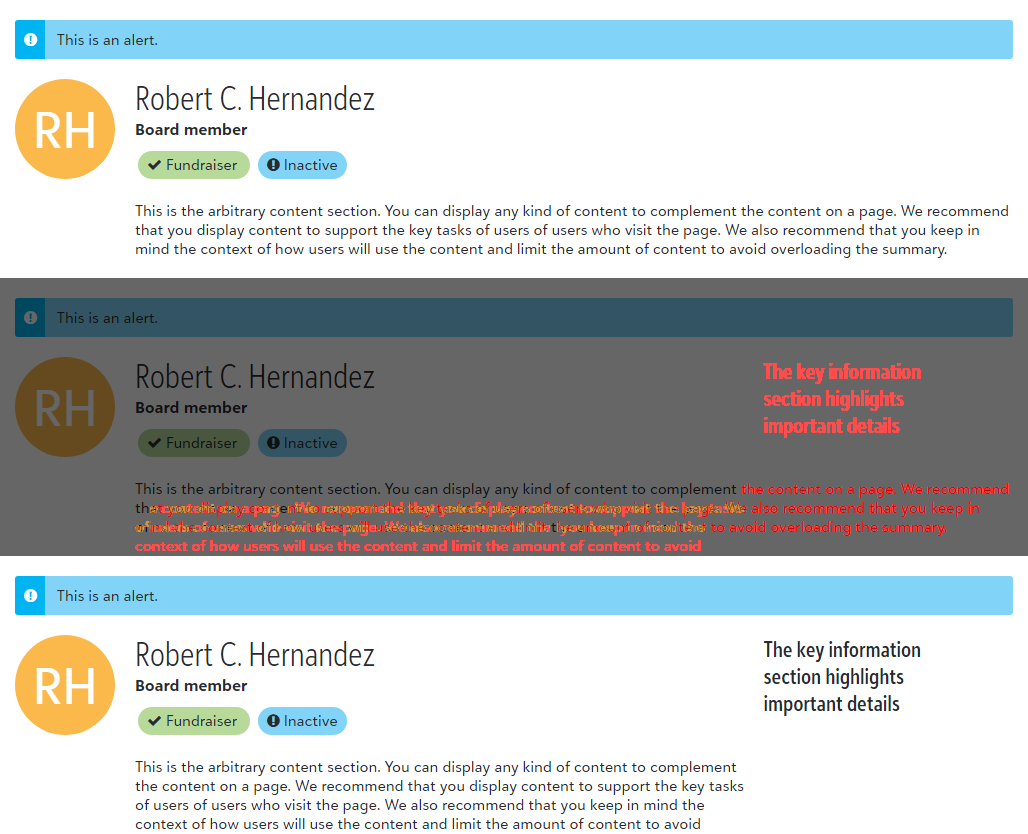 This is an alert.
RH
Robert C. Hernandez
Board member
Fundraiser
Inactive
This is the arbitrary content section. You can display any kind of content to complement the content on a page. We recommend
that you display content to support the key tasks of users of users who visit the page. We also recommend that you keep in
mind the context of how users will use the content and limit the amount of content to avoid overloading the summary.
This is an alert.
RH
Robert C. Hernandez
Board member
Fundraiser
Inactive
The key information
section highlights
important details
This is the arbitrary content section. You can display any kind of content to complement the content on a page. We recommend
also recommend that you keep in
to avoid overloading the summary.
context of how users will use the content and limit the amount of content to avoid
This is an alert.
RH
Robert C. Hernandez
Board member
Fundraiser
Inactive
The key information
section highlights
important details
This is the arbitrary content section. You can display any kind of content to complement
the content on a page. We recommend that you display content to support the key tasks
of users of users who visit the page. We also recommend that you keep in mind the
context of how users will use the content and limit the amount of content to avoid